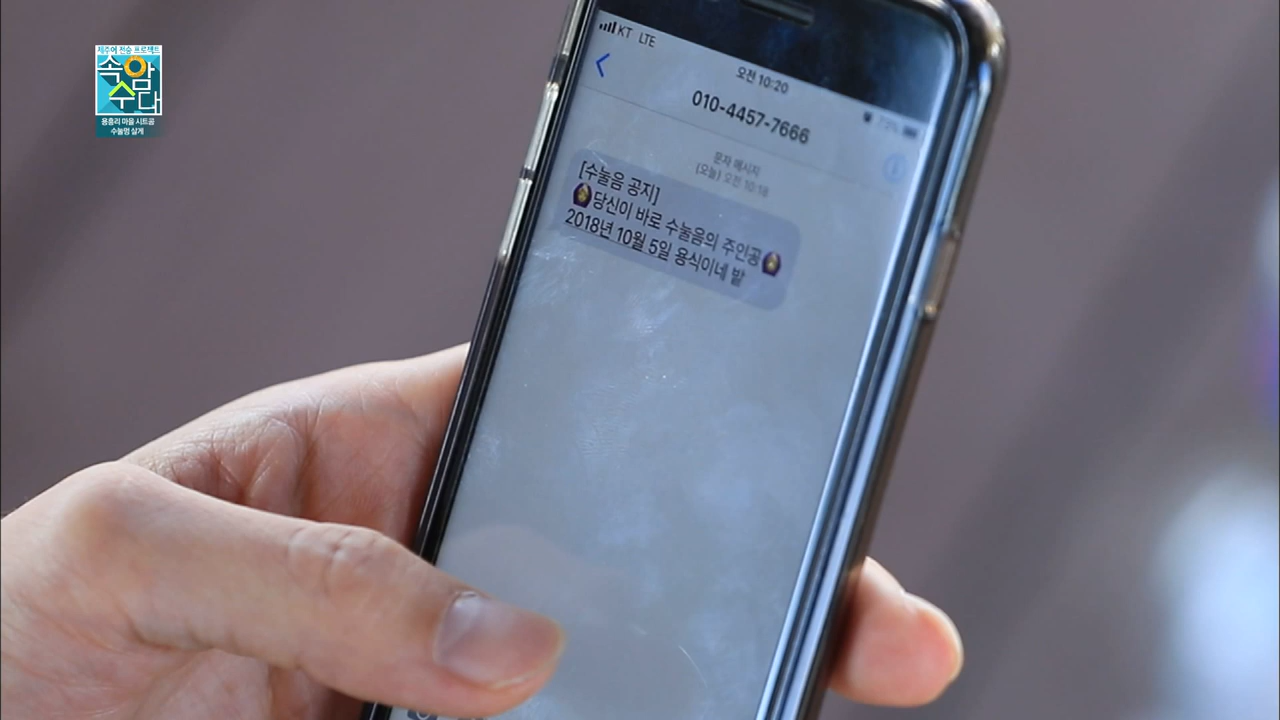 제주어 전승 프로젝트
속암수다
용흥리 마을 시트콤
수눌멍 살게
KT LTE
오전 10:20
010-4457-7666
문자 메시지
(오늘) 오전 10:18
[수눌음 공지]
🙆당신이 바로 수눌음의 주인공🙆
2018년 10월 5일 용식이네 밭